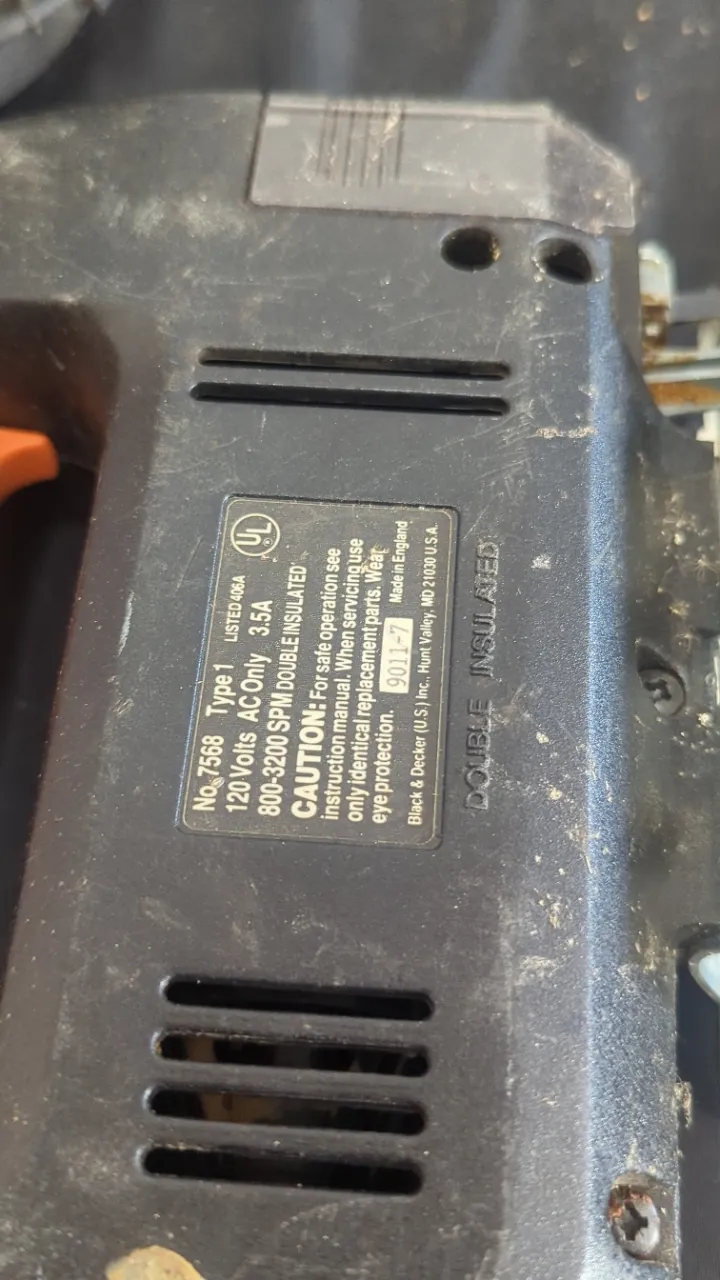 No. 7568 Type 1 LISTED 406A UL
120 Volts AC Only 3.5A
800-3200 SPM DOUBLE INSULATED
CAUTION: For safe operation see
instruction manual. When servicing use
only identical replacement parts. Wear
eye protection. 9011-7 Made in England
Black & Decker (U.S.) Inc., Hunt Valley, MD 21030 U.S.A.
DOUBLE INSULATED